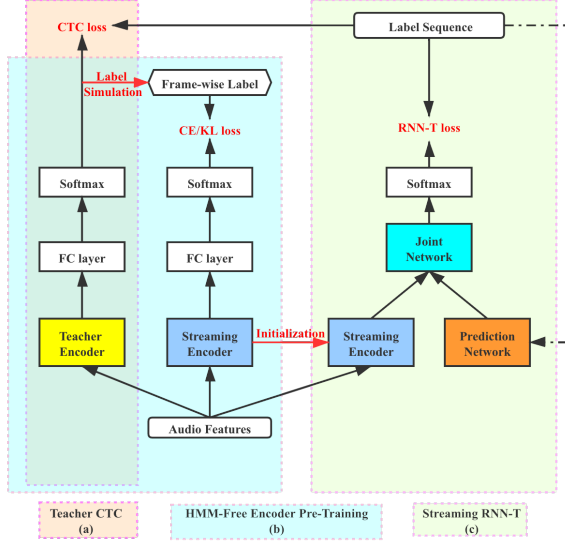 CTC loss
Label Sequence
Label
Simulation
Frame-wise Label
CE/KL loss
RNN-T loss
Softmax
Softmax
Softmax
FC layer
FC layer
Joint
Network
Teacher
Encoder
Streaming
Encoder
Initialization
Streaming
Encoder
Prediction
Network
Audio Features
Teacher CTC
(a)
HMM-Free Encoder Pre-Training
(b)
Streaming RNN-T
(c)